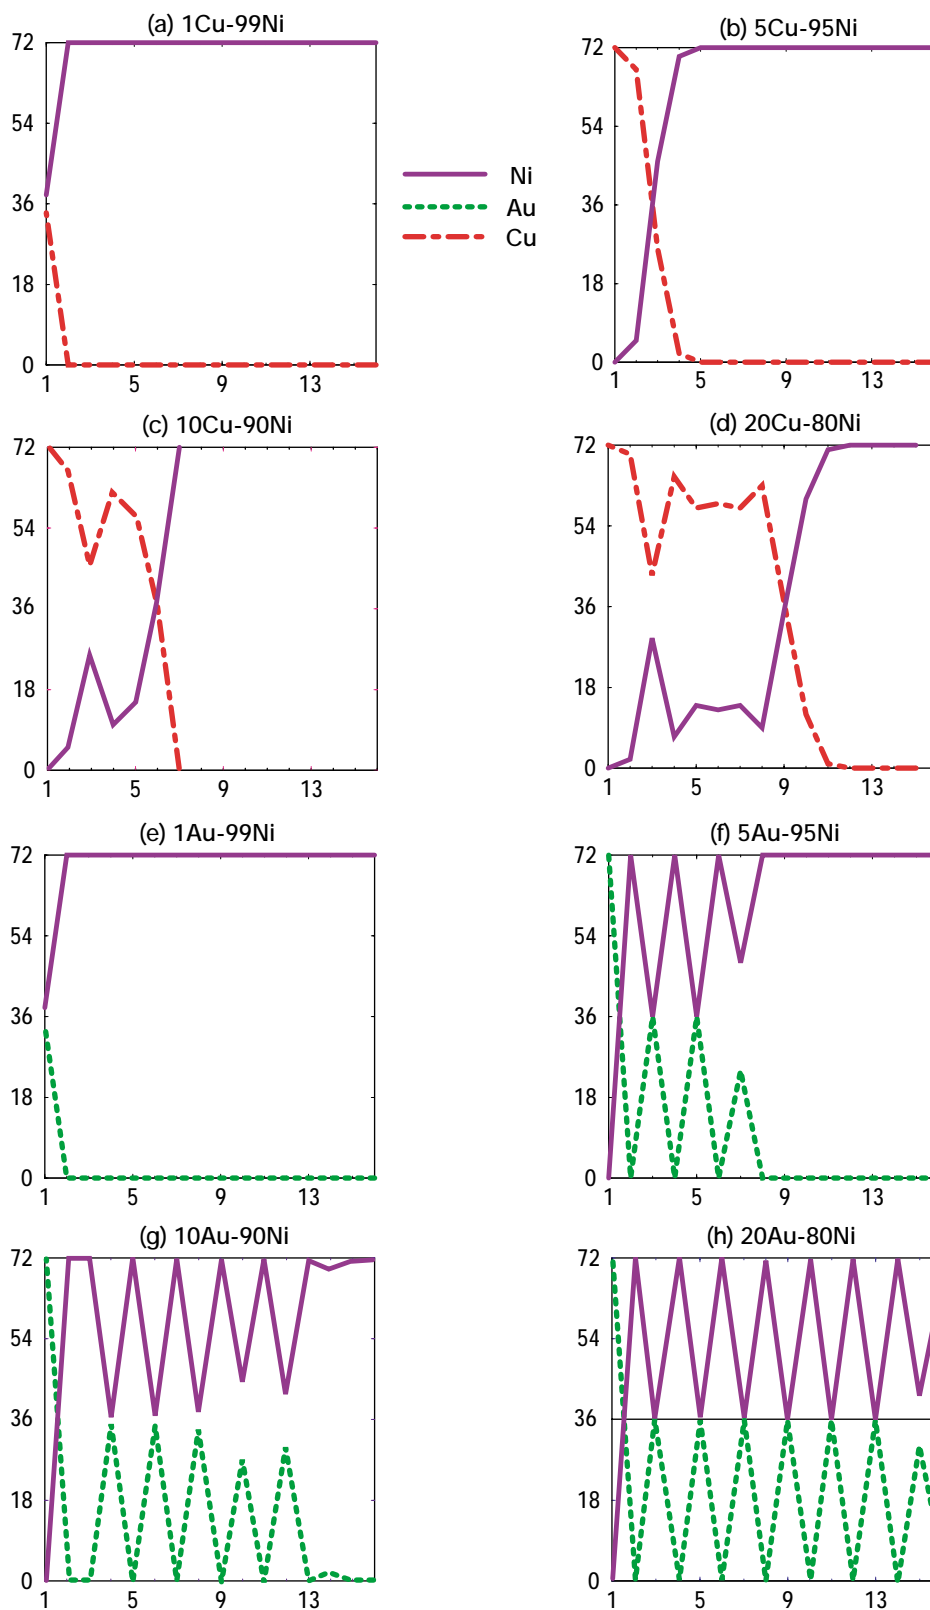 (a) 1Cu-99Ni
72
54
36
18
0
1 5 9 13
Ni
Au
Cu
(b) 5Cu-95Ni
72
54
36
18
0
1 5 9 13
(c) 10Cu-90Ni
72
54
36
18
0
1 5 9 13
(d) 20Cu-80Ni
72
54
36
18
0
1 5 9 13
(e) 1Au-99Ni
72
54
36
18
0
1 5 9 13
(f) 5Au-95Ni
72
54
36
18
0
1 5 9 13
(g) 10Au-90Ni
72
54
36
18
0
1 5 9 13
(h) 20Au-80Ni
72
54
36
18
0
1 5 9 13